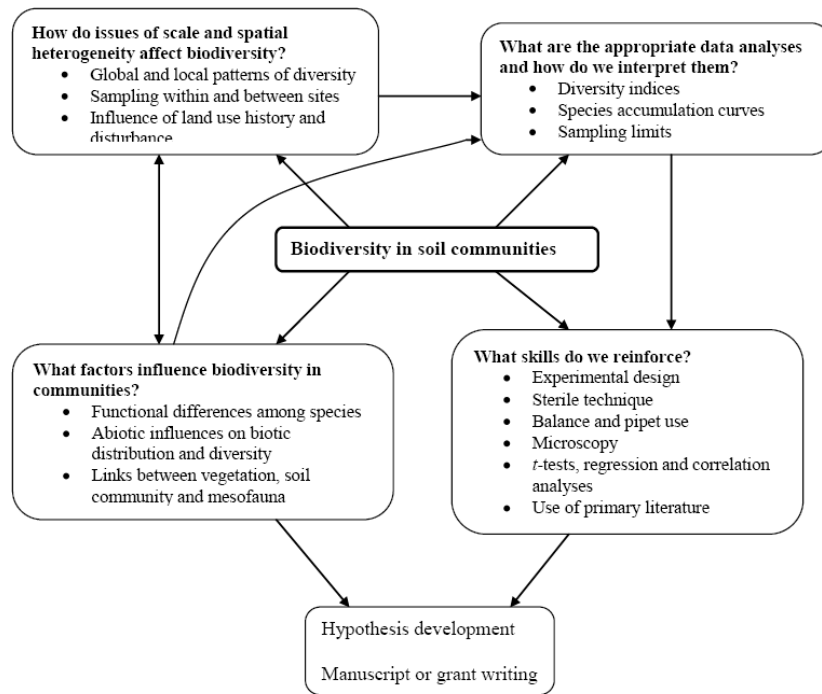 How do issues of scale and spatial
heterogeneity affect biodiversity?
• Global and local patterns of diversity
• Sampling within and between sites
• Influence of land use history and
disturbance
What are the appropriate data analyses
and how do we interpret them?
• Diversity indices
• Species accumulation curves
• Sampling limits
Biodiversity in soil communities
What factors influence biodiversity in
communities?
• Functional differences among species
• Abiotic influences on biotic
distribution and diversity
• Links between vegetation, soil
community and mesofauna
What skills do we reinforce?
• Experimental design
• Sterile technique
• Balance and pipet use
• Microscopy
• t-tests, regression and correlation
analyses
• Use of primary literature
Hypothesis development
Manuscript or grant writing